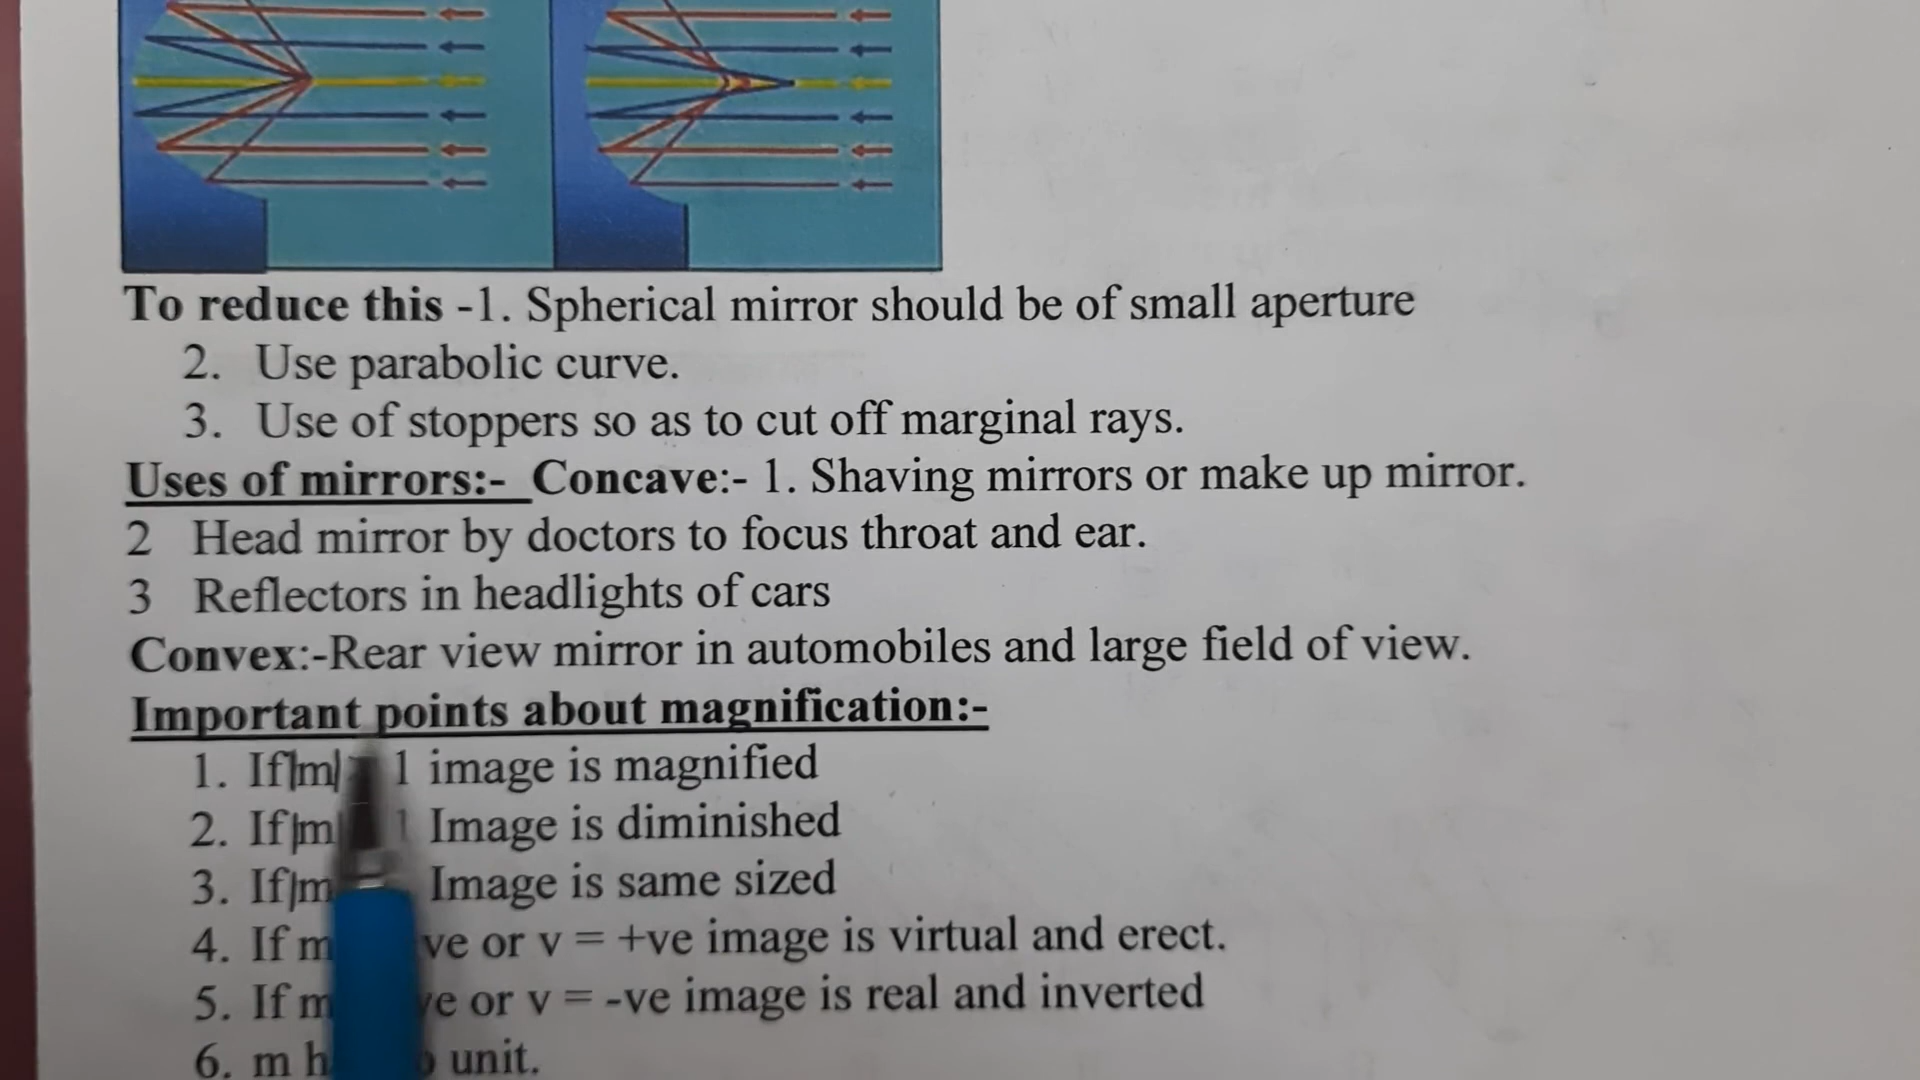 To reduce this -1. Spherical mirror should be of small aperture
2. Use parabolic curve.
3. Use of stoppers so as to cut off marginal rays.
Uses of mirrors:- Concave:- 1. Shaving mirrors or make up mirror.
2 Head mirror by doctors to focus throat and ear.
3 Reflectors in headlights of cars
Convex:-Rear view mirror in automobiles and large field of view.
Important points about magnification:-
1. If|m| 1 image is magnified
2. If|m| 1 Image is diminished
3. If|m Image is same sized
4. If m ve or v = +ve image is virtual and erect.
5. If m ve or v = -ve image is real and inverted
6. m unit.